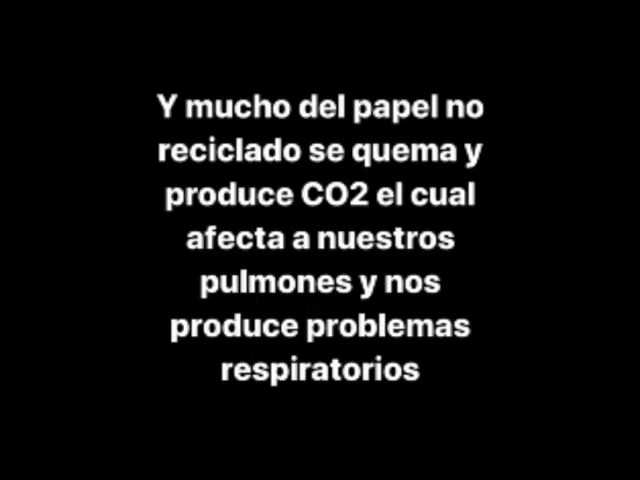 Y mucho del papel no
reciclado se quema y
produce CO2 el cual
afecta a nuestros
pulmones y nos
produce problemas
respiratorios